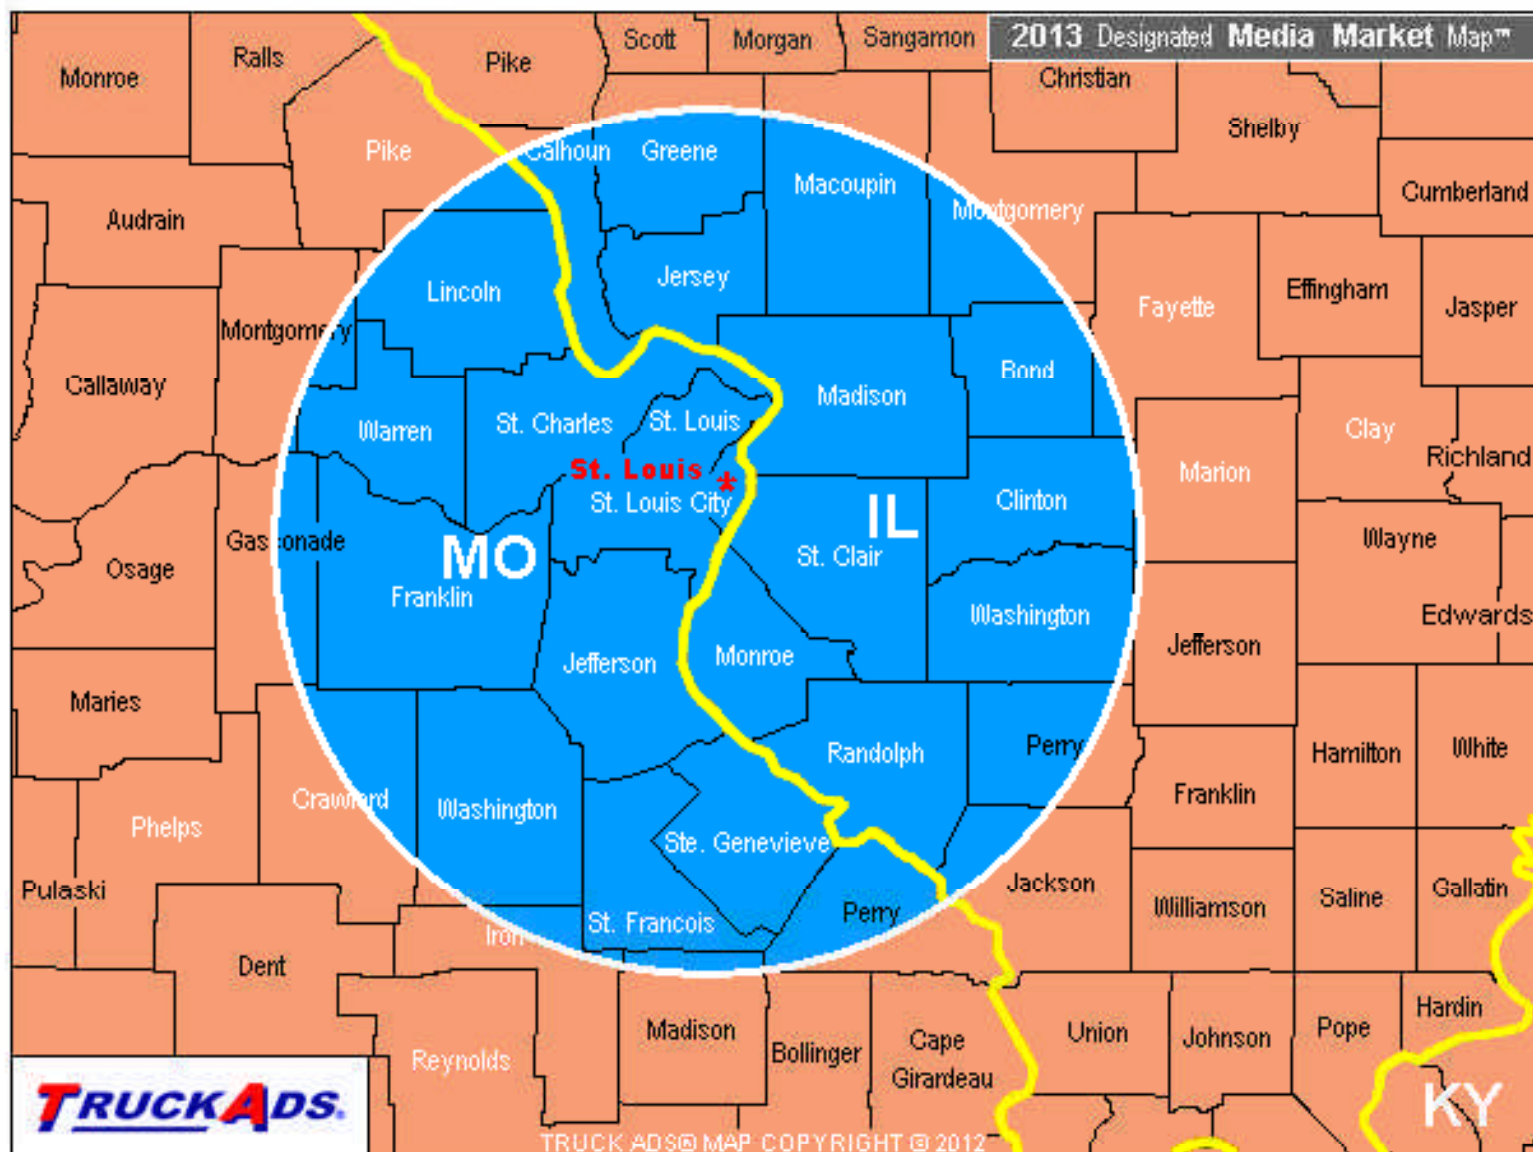 2013 Designated Media Market Map™
Scott
Morgan
Sangamon
Ralls
Pike
Monroe
Christian
Shelby
Pike
Calhoun
Greene
Macoupin
Cumberland
Montgomery
Audrain
Jersey
Lincoln
Effingham
Fayette
Jasper
Montgomery
Bond
Callaway
Madison
St. Charles
St. Louis
Warren
Clay
Richland
St. Louis
*
Marion
St. Louis City
Clinton
IL
Gasconade
MO
St. Clair
Wayne
Osage
Franklin
Washington
Edwards
Jefferson
Monroe
Jefferson
Maries
Randolph
Perry
Hamilton
White
Crawford
Washington
Franklin
Phelps
Ste. Genevieve
Pulaski
Jackson
Gallatin
Saline
Williamson
Perry
St. Francois
Iron
Dent
Hardin
Madison
Union
Pope
Johnson
Cape
Girardeau
Bollinger
Reynolds
TRUCKADS®
KY
TRUCK ADS® MAP COPYRIGHT © 2012